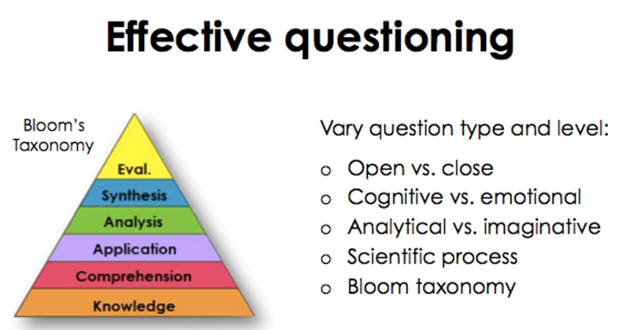 Effective questioning
Bloom's
Taxonomy
Eval.
Synthesis
Analysis
Application
Comprehension
Knowledge
Vary question type and level:
o Open vs. close
o Cognitive vs. emotional
o Analytical vs. imaginative
o Scientific process
o Bloom taxonomy